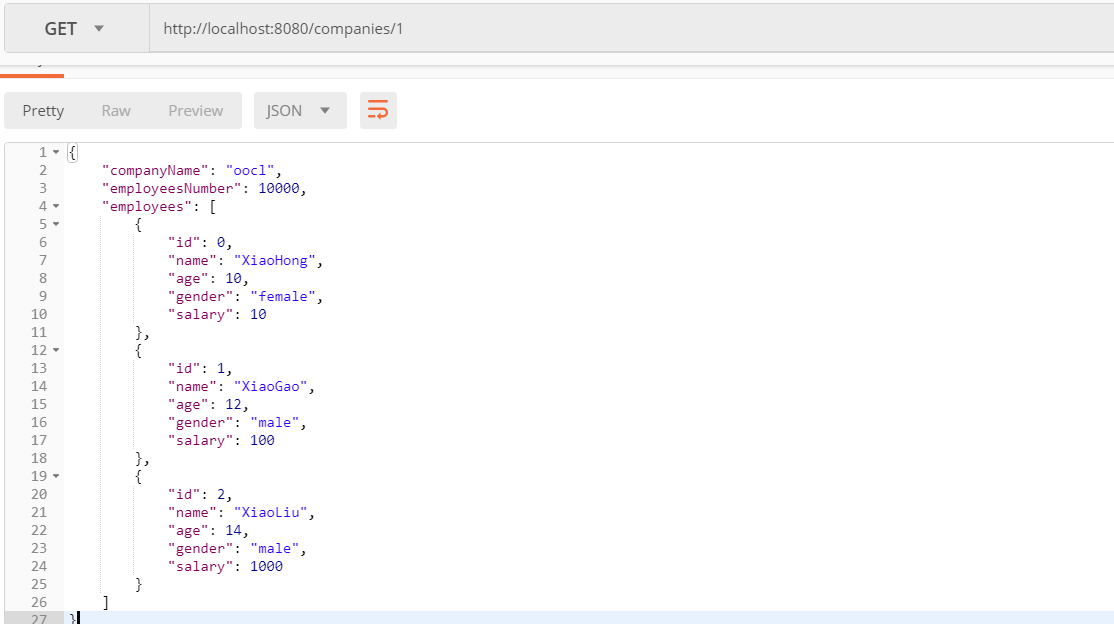 GET http://localhost:8080/companies/1
Pretty Raw Preview JSON
1 {
2 "companyName": "oocl",
3 "employeesNumber": 10000,
4 "employees": [
5 {
6 "id": 0,
7 "name": "XiaoHong",
8 "age": 10,
9 "gender": "female",
10 "salary": 10
11 },
12 {
13 "id": 1,
14 "name": "XiaoGao",
15 "age": 12,
16 "gender": "male",
17 "salary": 100
18 },
19 {
20 "id": 2,
21 "name": "XiaoLiu",
22 "age": 14,
23 "gender": "male",
24 "salary": 1000
25 }
26 ]
27 }